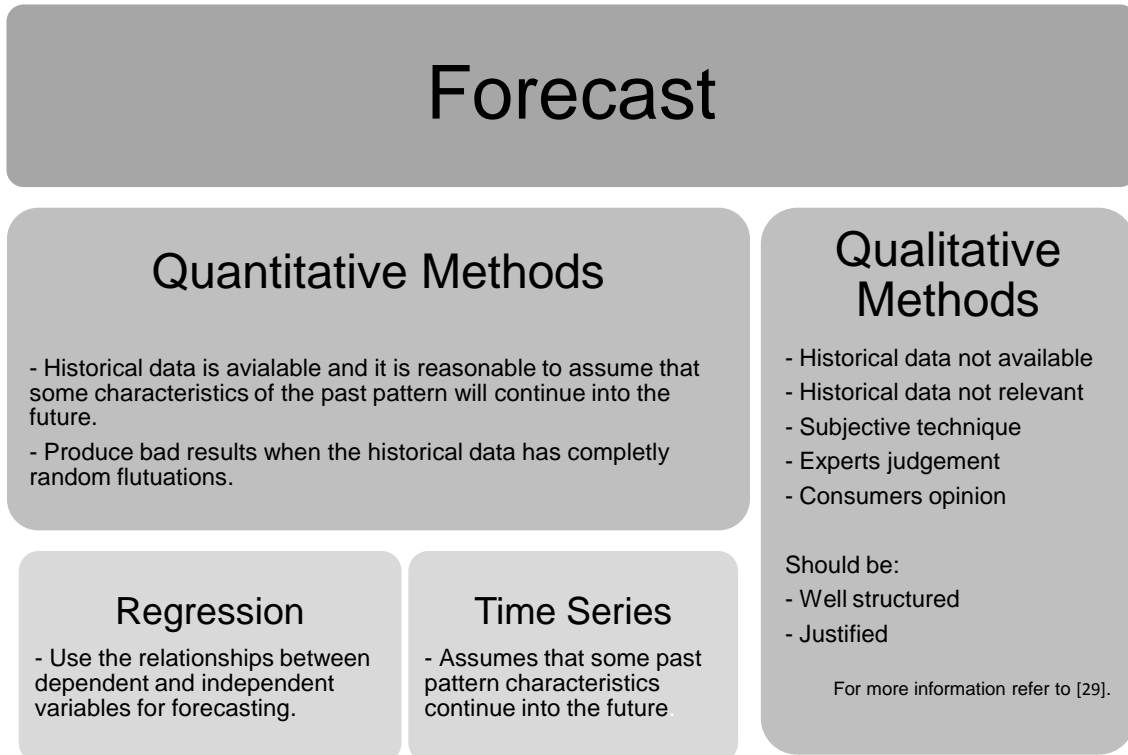 Forecast
Quantitative Methods
- Historical data is avialable and it is reasonable to assume that
some characteristics of the past pattern will continue into the
future.
- Produce bad results when the historical data has completly
random flutuations.
Qualitative
Methods
- Historical data not available
- Historical data not relevant
- Subjective technique
- Experts judgement
- Consumers opinion
Should be:
- Well structured
- Justified
For more information refer to [29].
Regression
- Use the relationships between
dependent and independent
variables for forecasting.
Time Series
- Assumes that some past
pattern characteristics
continue into the future.